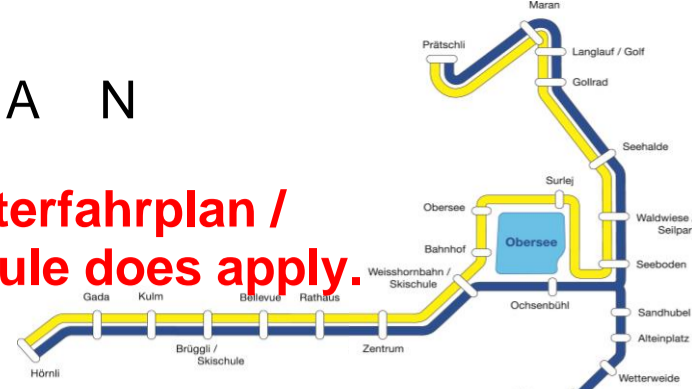 Maran
Prätschli
Langlauf / Golf
A N
Gollrad
Seehalde
terfahrplan /
Surlej
Obersee
Waldwiese
Seilpar
Obersee
ule does apply.
Bahnhof
Weisshornbahn /
Skischule
Seeboden
Gada Kulm Bellevue Rathaus
Ochsenbühl
Sandhubel
Alteinplatz
Brüggli /
Skischule
Zentrum
Hörnli
Wetterweide